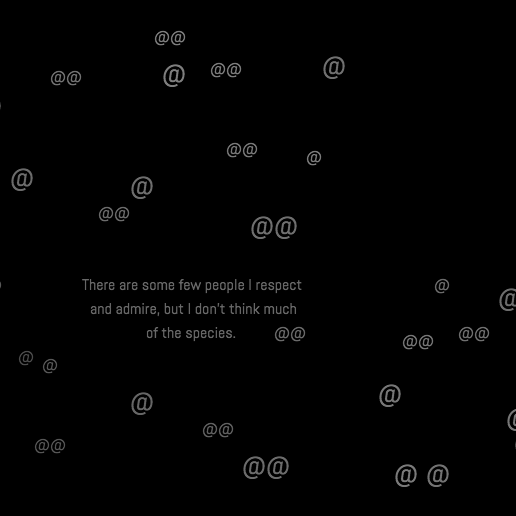 @@
@@ @ @@ @
@@ @
@ @
@@
@@
There are some few people I respect @
and admire, but I don't think much @
of the species. @@ @@ @@
@ @
@ @
@@ @@
@@ @@ @ @